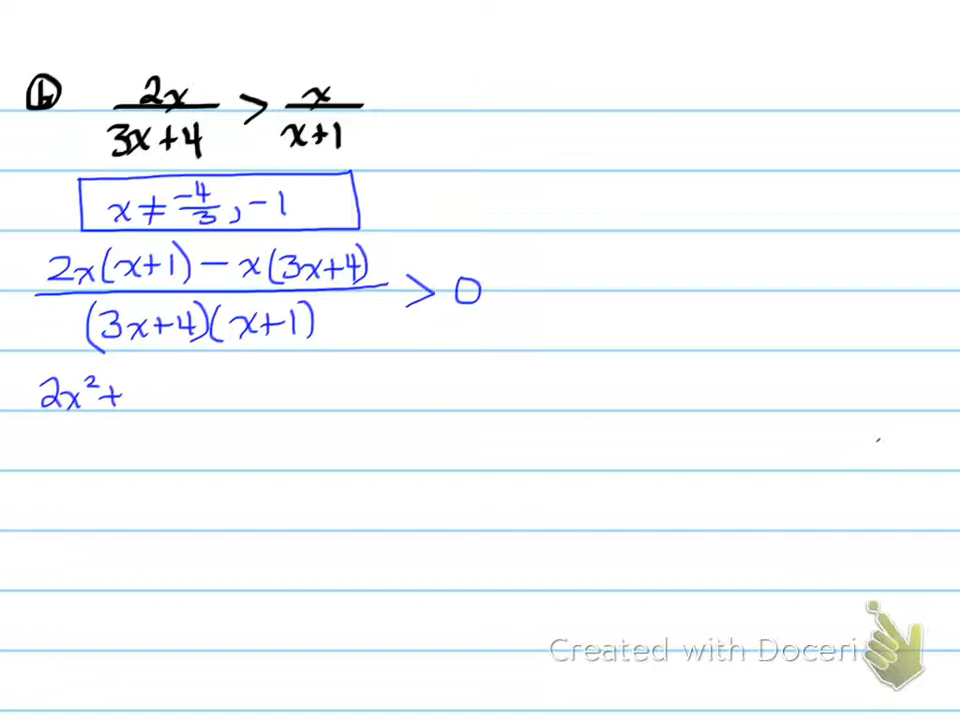 ⓑ 2x/(3x+4) > x/(x+1)
x ≠ -4/3, -1
(2x(x+1) - x(3x+4))/((3x+4)(x+1)) > 0
2x²+
Created with Doceri